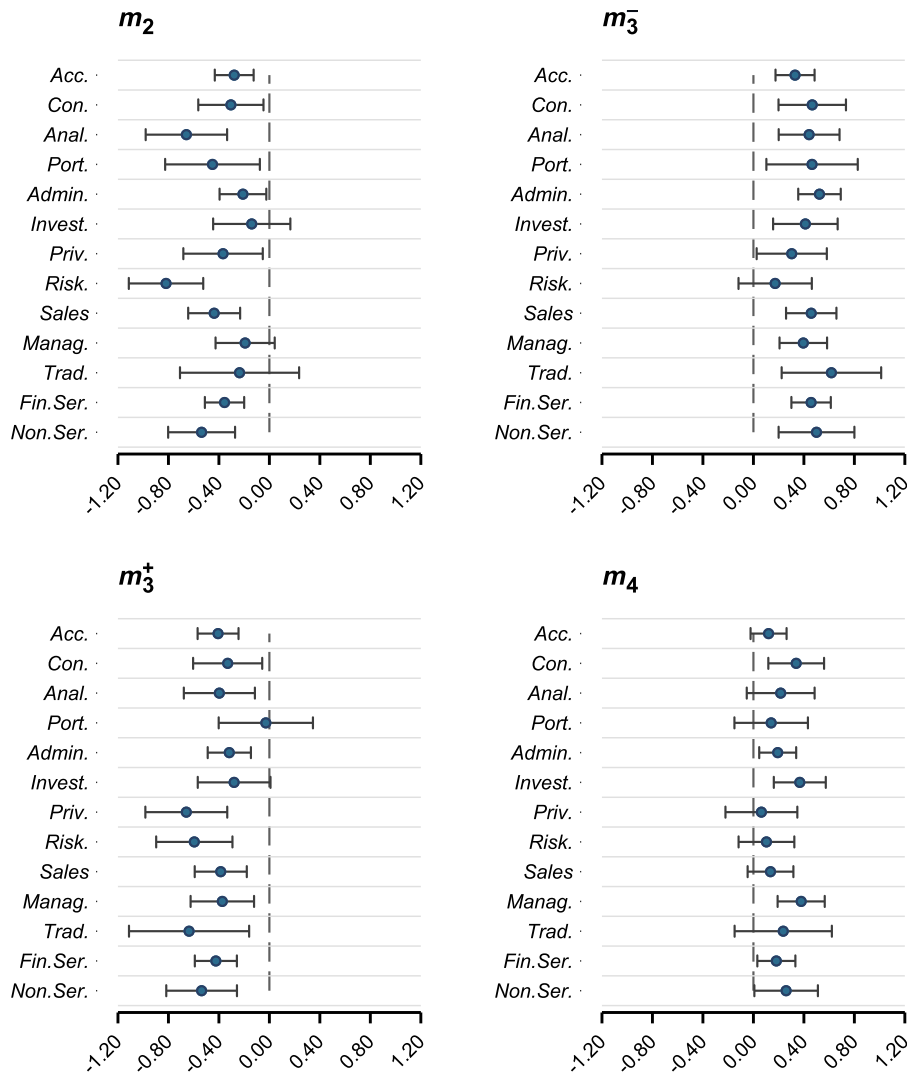 m2
Acc.
Con.
Anal.
Port.
Admin.
Invest.
Priv.
Risk.
Sales
Manag.
Trad.
Fin.Ser.
Non.Ser.
-1.20 -0.80 -0.40 0.00 0.40 0.80 1.20
m3−
Acc.
Con.
Anal.
Port.
Admin.
Invest.
Priv.
Risk.
Sales
Manag.
Trad.
Fin.Ser.
Non.Ser.
-1.20 -0.80 -0.40 0.00 0.40 0.80 1.20
m3+
Acc.
Con.
Anal.
Port.
Admin.
Invest.
Priv.
Risk.
Sales
Manag.
Trad.
Fin.Ser.
Non.Ser.
-1.20 -0.80 -0.40 0.00 0.40 0.80 1.20
m4
Acc.
Con.
Anal.
Port.
Admin.
Invest.
Priv.
Risk.
Sales
Manag.
Trad.
Fin.Ser.
Non.Ser.
-1.20 -0.80 -0.40 0.00 0.40 0.80 1.20